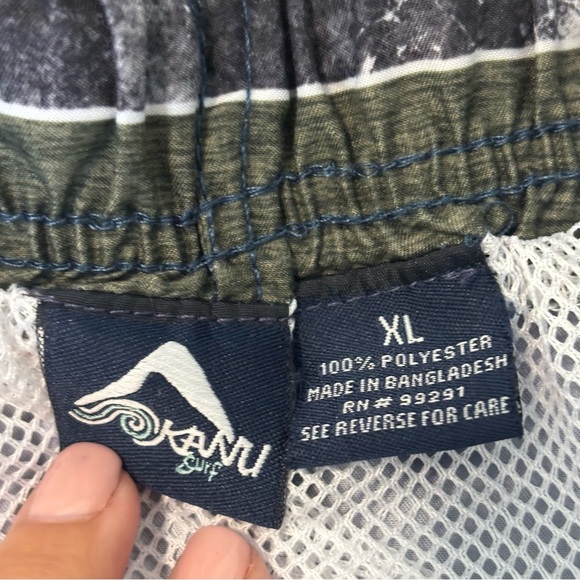 KANU
surf
XL
100% POLYESTER
MADE IN BANGLADESH
RN# 99291
SEE REVERSE FOR CARE